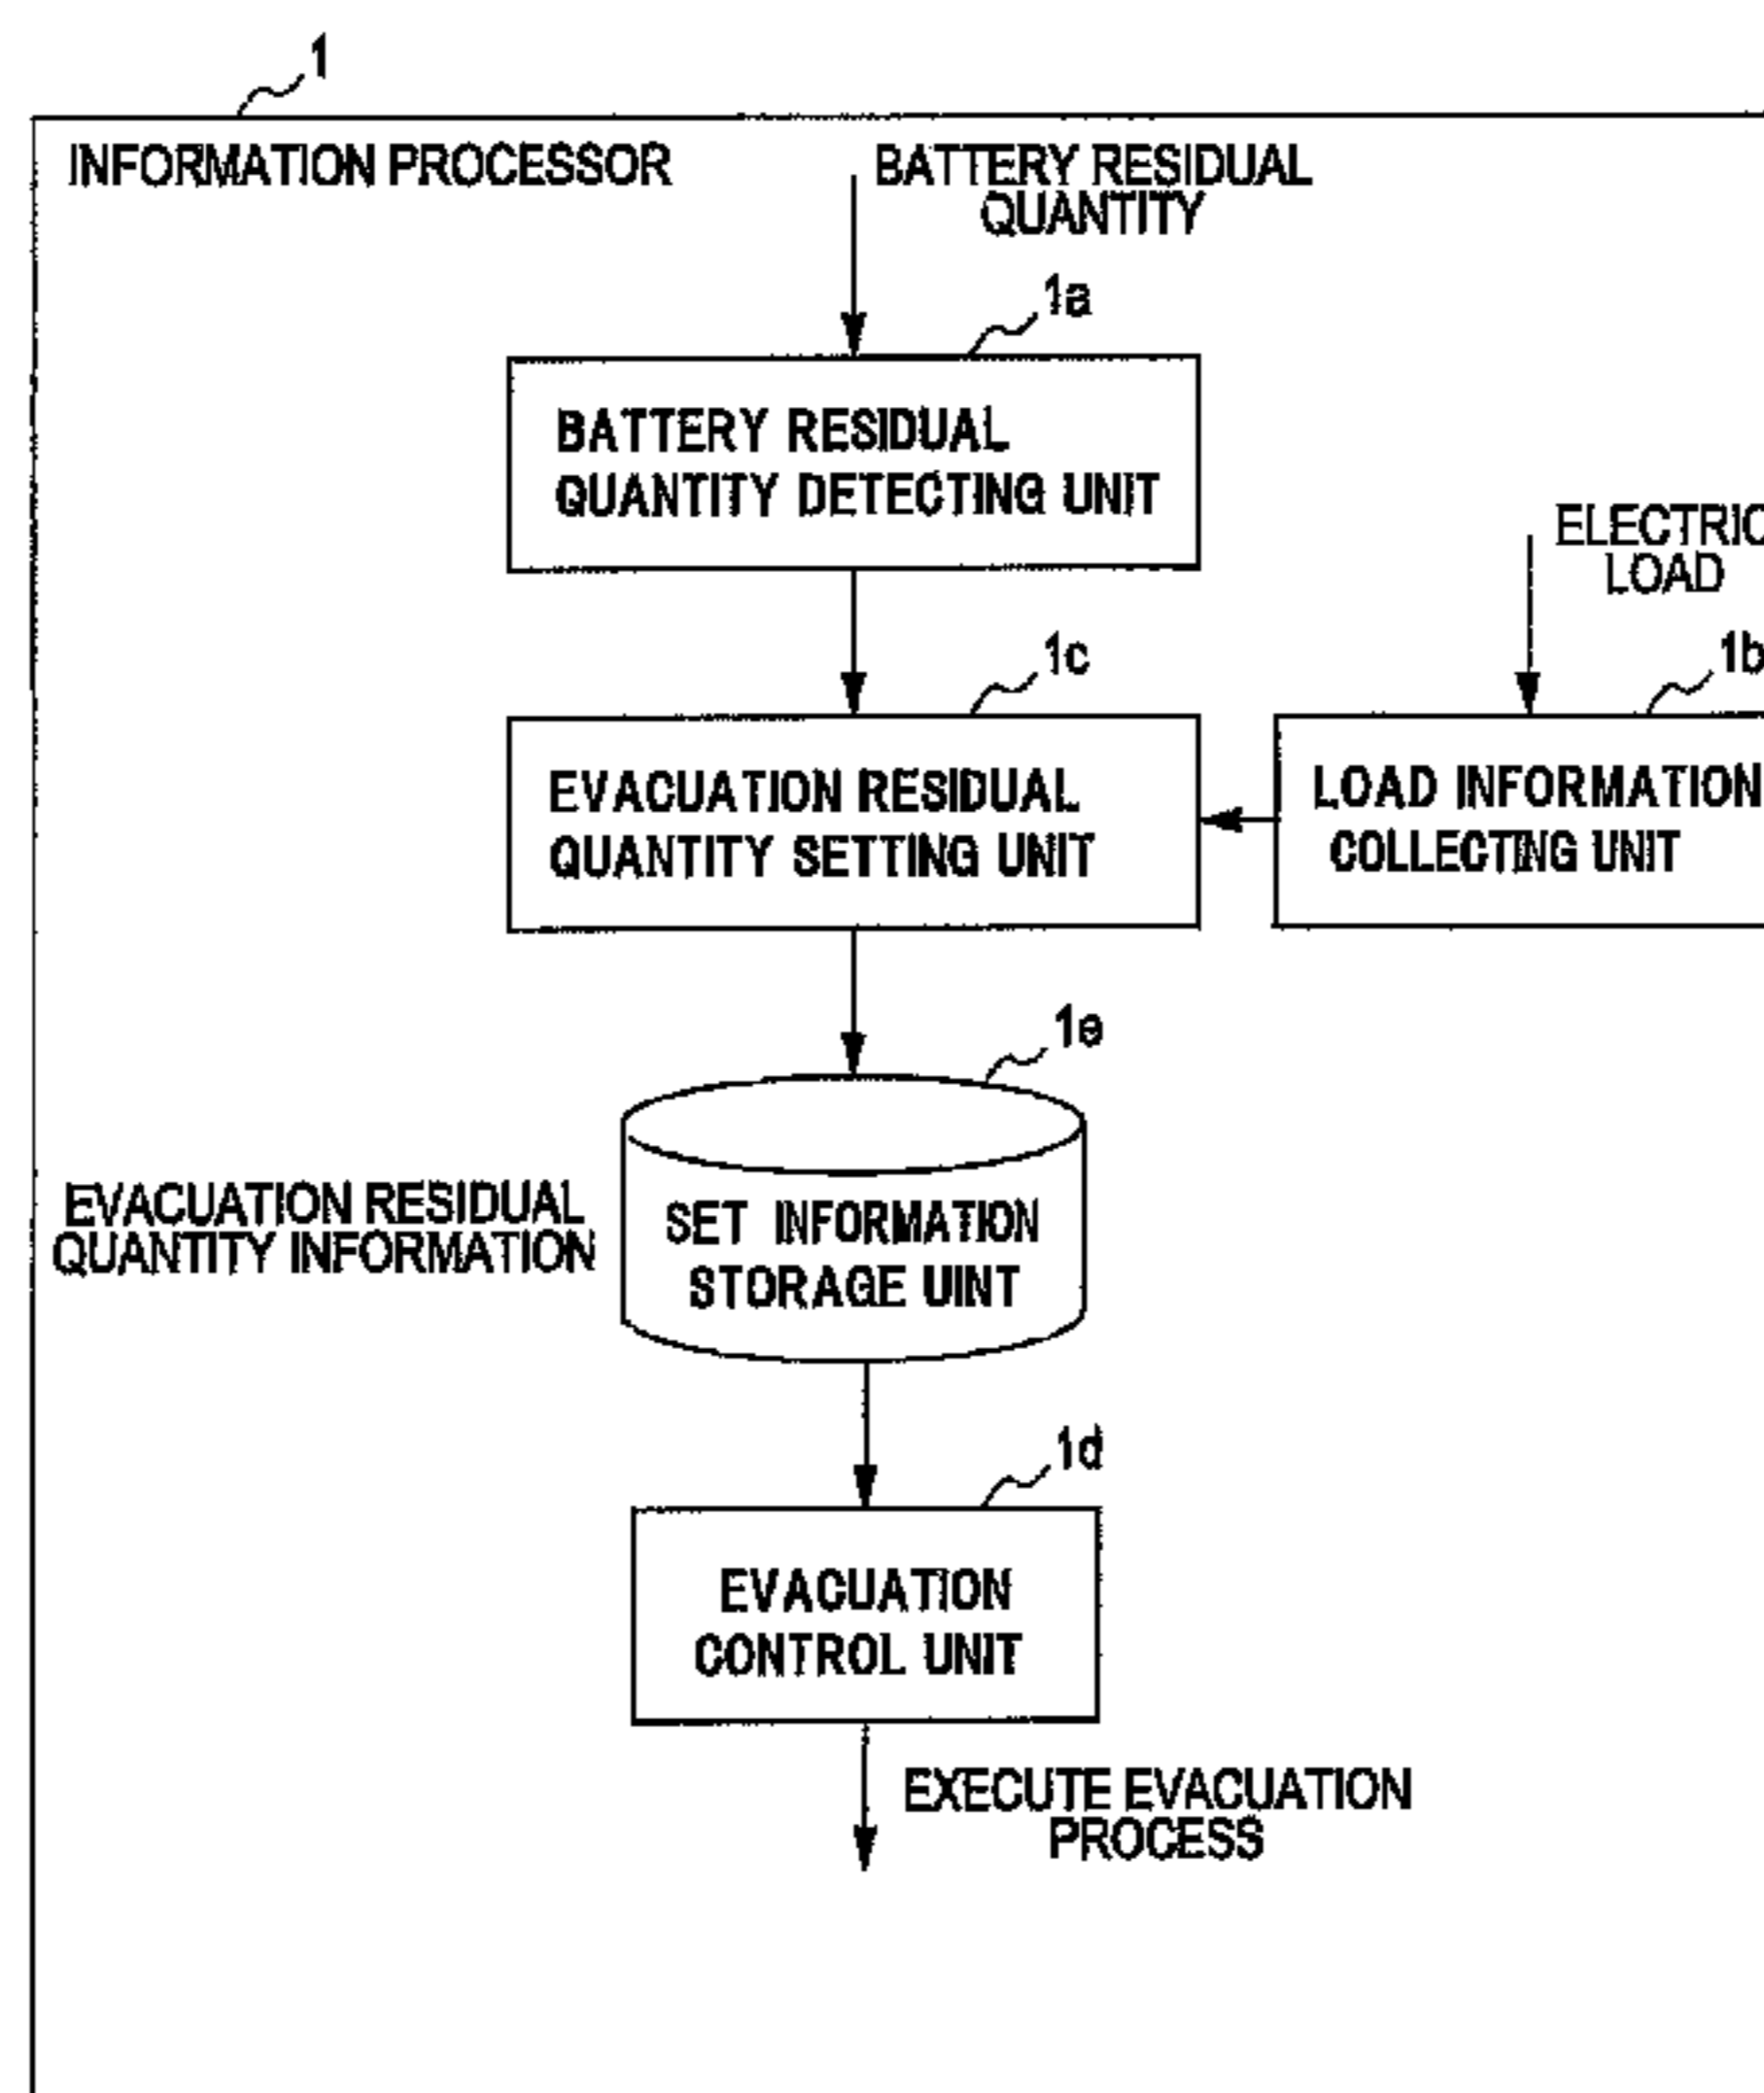 1
INFORMATION PROCESSOR
BATTERY RESIDUAL
QUANTITY
1a
BATTERY RESIDUAL
QUANTITY DETECTING UNIT
ELECTRIC
LOAD
1c
1b
EVACUATION RESIDUAL
QUANTITY SETTING UNIT
LOAD INFORMATION
COLLECTING UNIT
1e
EVACUATION RESIDUAL
QUANTITY INFORMATION
SET INFORMATION
STORAGE UINT
1d
EVACUATION
CONTROL UNIT
EXECUTE EVACUATION
PROCESS